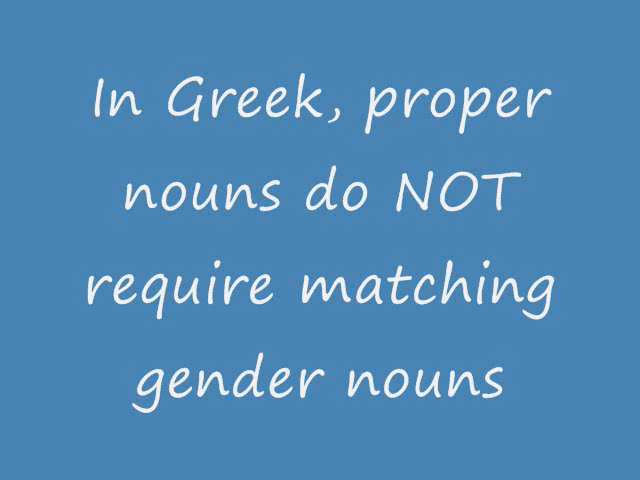 In Greek, proper
nouns do NOT
require matching
gender nouns